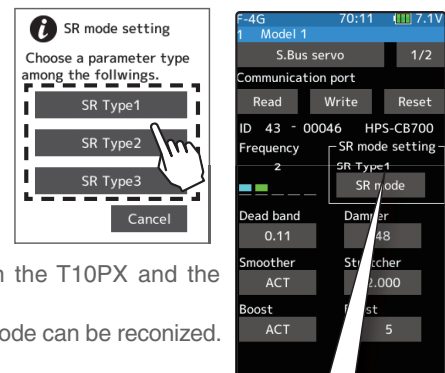 SR mode setting
Choose a parameter type
among the follwings.
SR Type1
SR Type2
SR Type3
Cancel
the T10PX and the
ode can be reconized.
F-4G 70:11 7.1V
1 Model 1
S.Bus servo 1/2
Communication port
Read Write Reset
ID 43 - 00046 HPS-CB700
Frequency SR mode setting
2 SR Type1
SR mode
Dead band Damper
0.11 48
Smoother
ACT .000
Boost
ACT 5